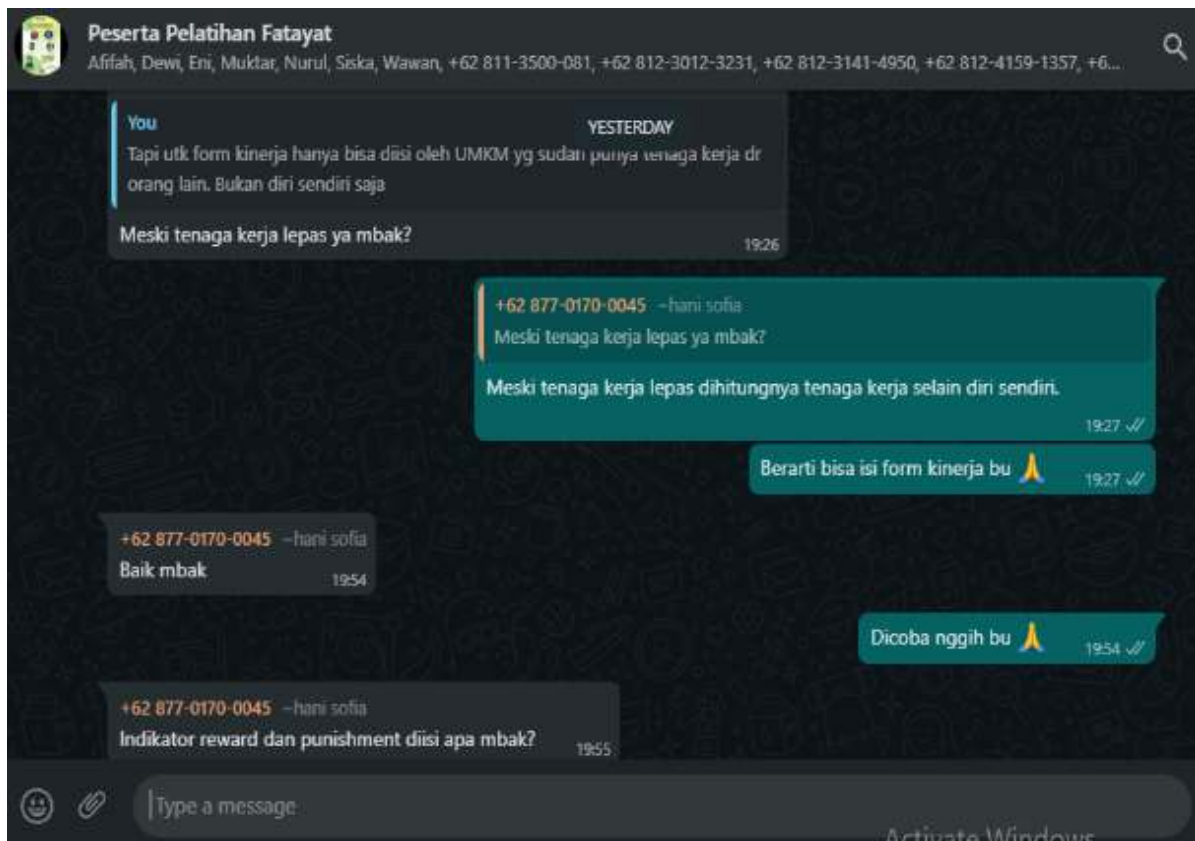 Peserta Pelatihan Fatayat
Afifah, Dewi, Eni, Muktar, Nurul, Siska, Wawan, +62 811-3500-081, +62 812-3012-3231, +62 812-3141-4950, +62 812-4159-1357, +6...
You
YESTERDAY
Tapi utk form kinerja hanya bisa diisi oleh UMKM yg sudah punya tenaga kerja dr
orang lain. Bukan diri sendiri saja
Meski tenaga kerja lepas ya mbak?
19:26
+62 877-0170-0045 ~hani sofia
Meski tenaga kerja lepas ya mbak?
Meski tenaga kerja lepas dihitungnya tenaga kerja selain diri sendiri.
19:27
Berarti bisa isi form kinerja bu 🙏 19:27
+62 877-0170-0045 ~hani sofia
Baik mbak 19:54
Dicoba nggih bu 🙏 19:54
+62 877-0170-0045 ~hani sofia
Indikator reward dan punishment diisi apa mbak? 19:55
Type a message
Activate Windows